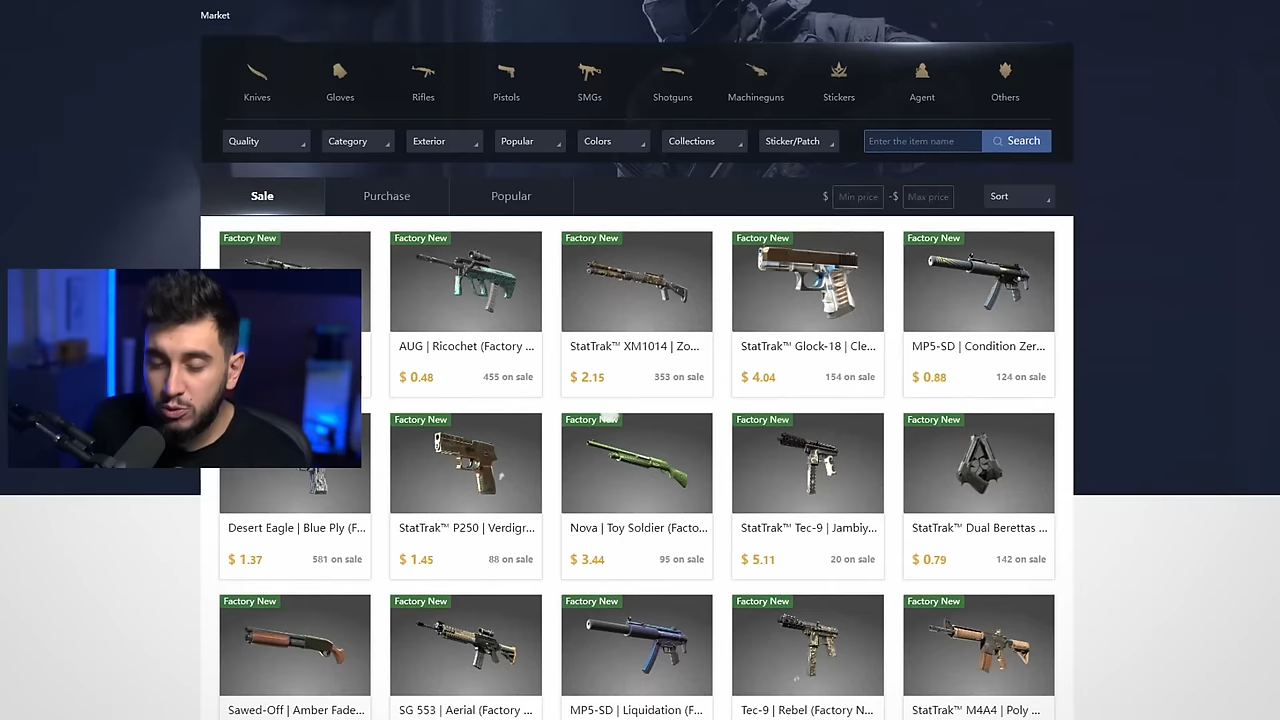 Market
Knives Gloves Rifles Pistols SMGs Shotguns Machineguns Stickers Agent Others
Quality Category Exterior Popular Colors Collections Sticker/Patch Enter the item name Search
Sale Purchase Popular $ Min price -$ Max price Sort
Factory New Factory New Factory New Factory New Factory New
AUG | Ricochet (Factory ... StatTrak™ XM1014 | Zo... StatTrak™ Glock-18 | Cle... MP5-SD | Condition Zer...
$ 0.48 455 on sale $ 2.15 353 on sale $ 4.04 154 on sale $ 0.88 124 on sale
Factory New Factory New Factory New Factory New
Desert Eagle | Blue Ply (F... StatTrak™ P250 | Verdigr... Nova | Toy Soldier (Facto... StatTrak™ Tec-9 | Jambiy... StatTrak™ Dual Berettas ...
$ 1.37 581 on sale $ 1.45 88 on sale $ 3.44 95 on sale $ 5.11 20 on sale $ 0.79 142 on sale
Factory New Factory New Factory New Factory New Factory New
Sawed-Off | Amber Fade... SG 553 | Aerial (Factory ... MP5-SD | Liquidation (F... Tec-9 | Rebel (Factory N... StatTrak™ M4A4 | Poly ...